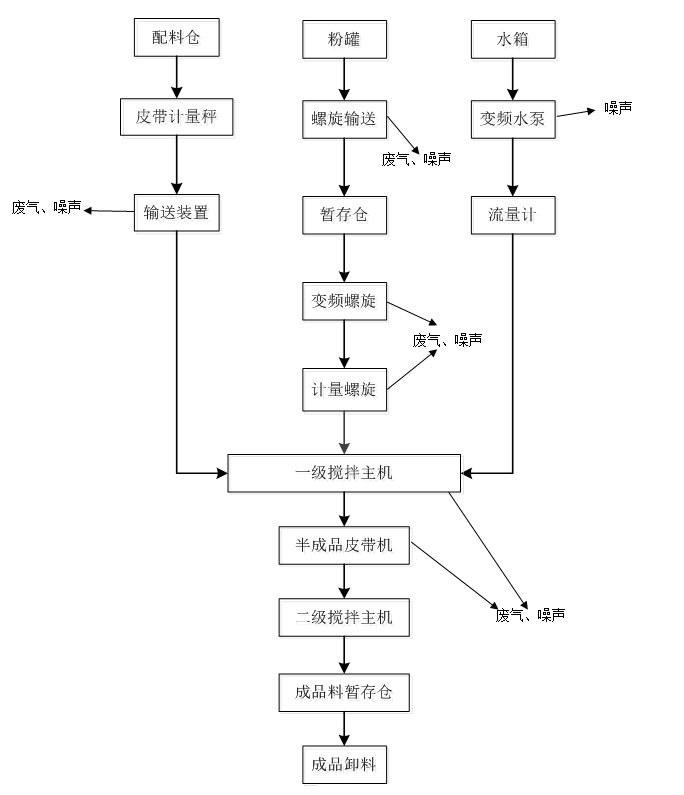 配料仓
粉罐
水箱
皮带计量秤
螺旋输送
变频水泵
噪声
废气、噪声
废气、噪声
输送装置
暂存仓
流量计
变频螺旋
废气、噪声
计量螺旋
一级搅拌主机
半成品皮带机
二级搅拌主机
废气、噪声
成品料暂存仓
成品卸料